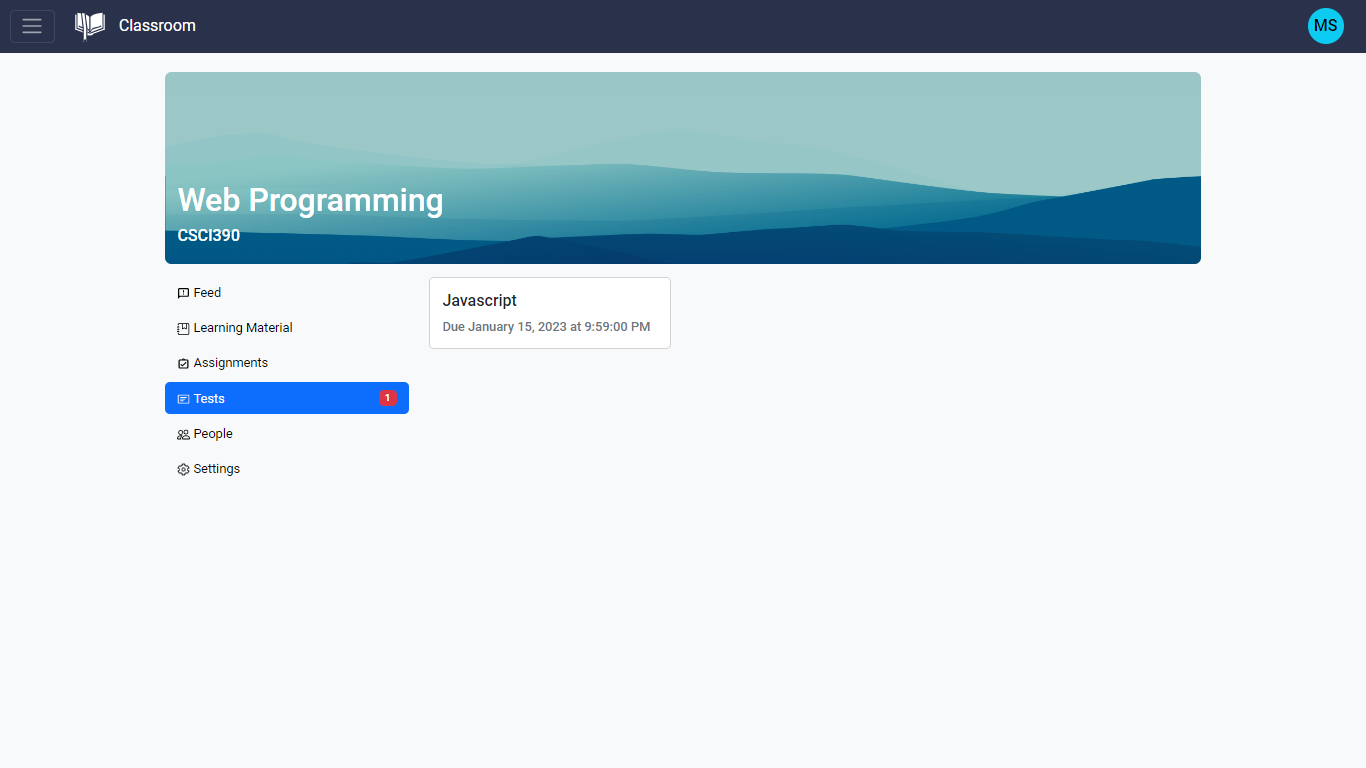 Classroom
MS
Web Programming
CSCI390
Feed
Learning Material
Assignments
Tests 1
People
Settings
Javascript
Due January 15, 2023 at 9:59:00 PM